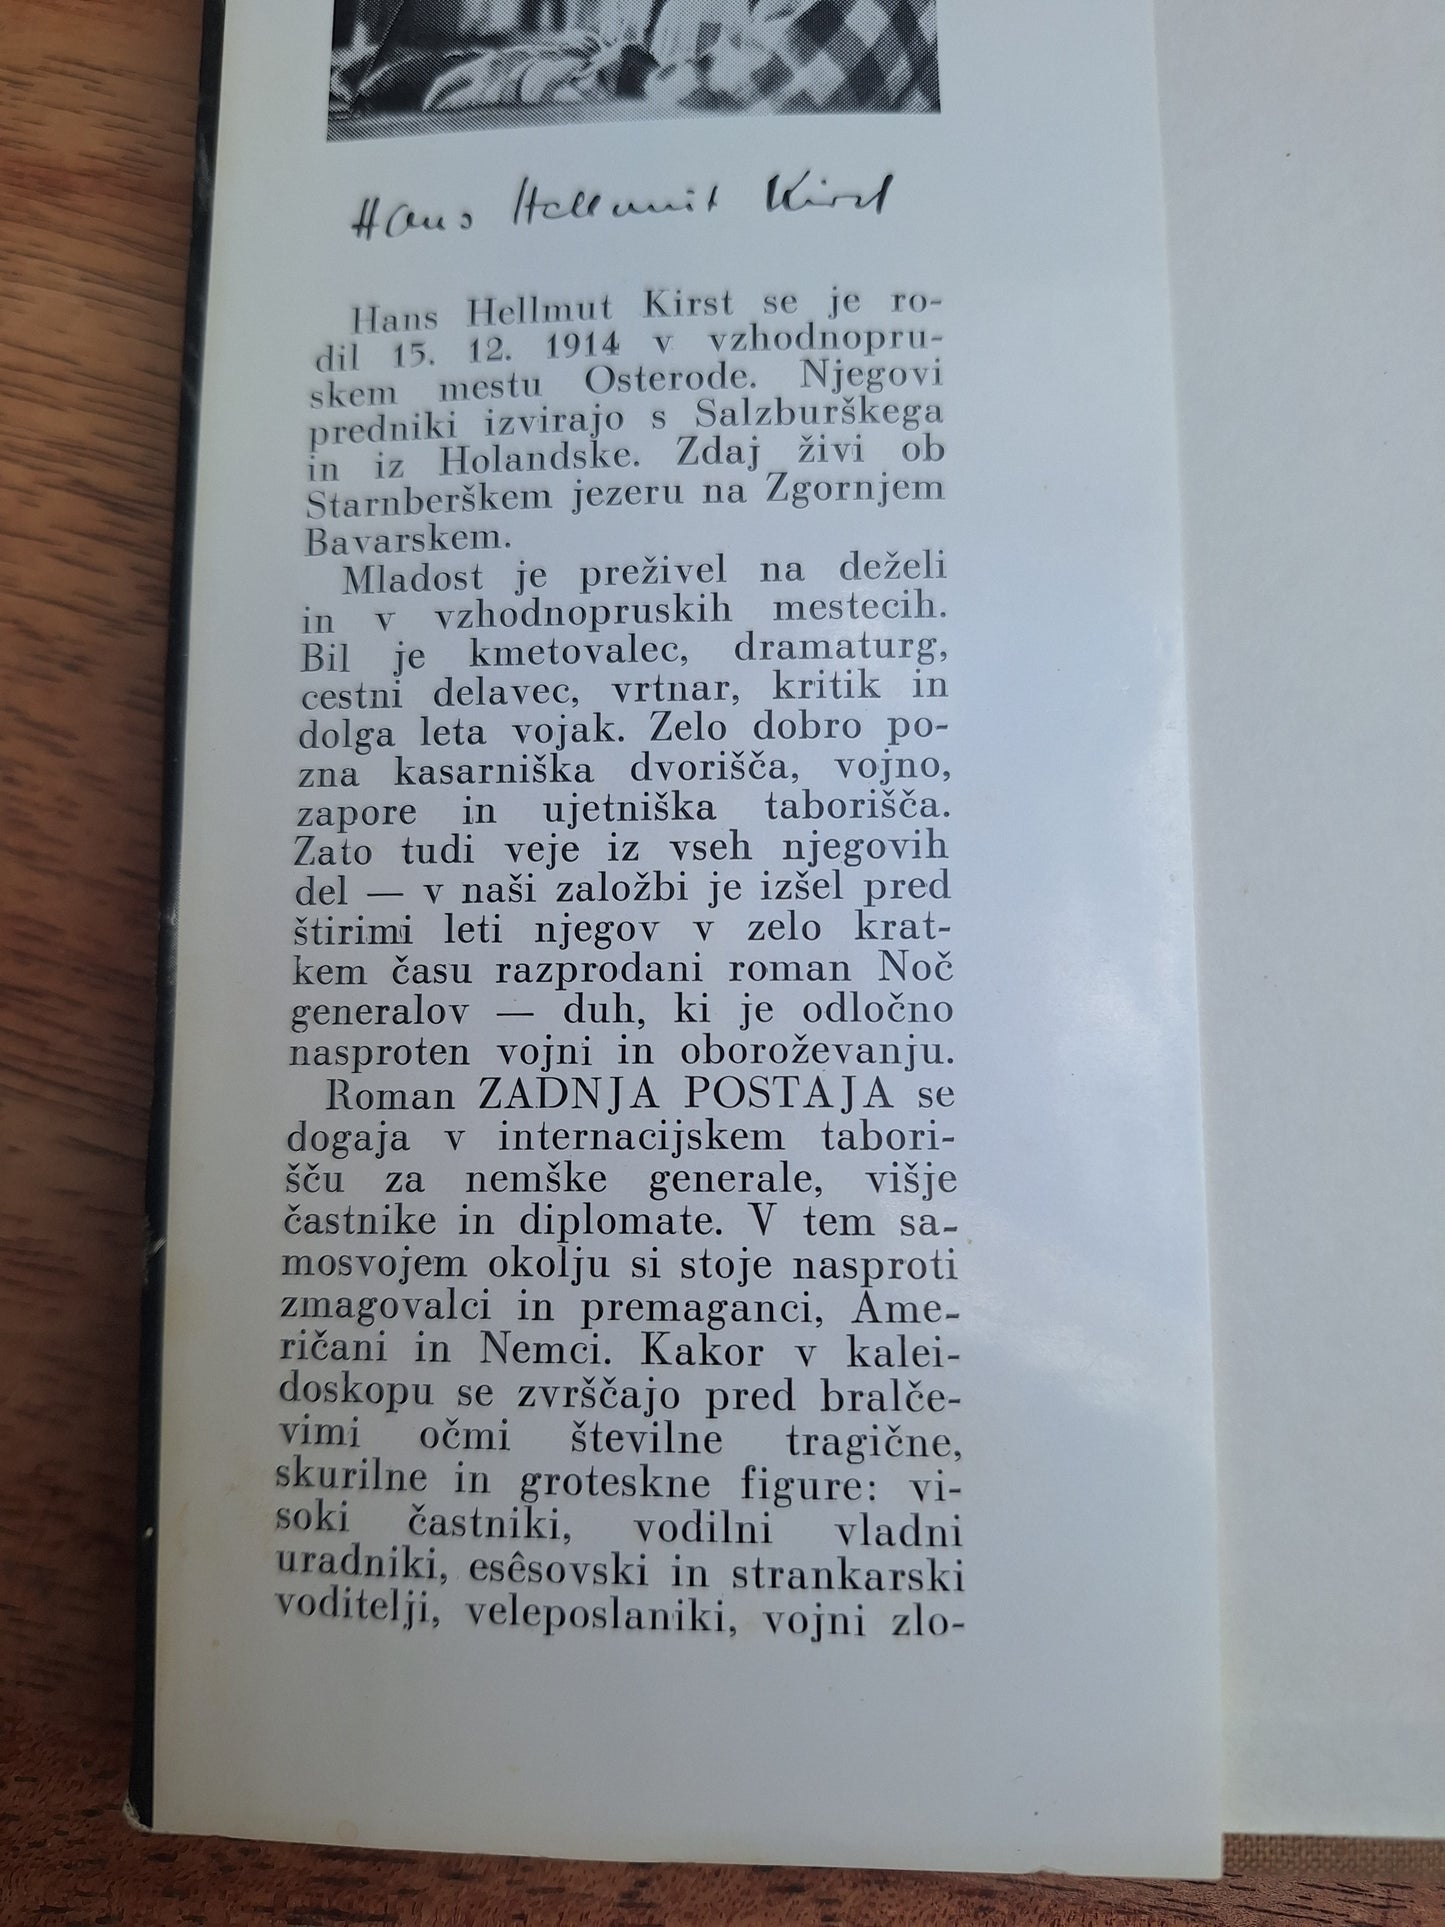 Hans Hellmut Kirst
Hans Hellmut Kirst se je ro-
dil 15. 12. 1914 v vzhodnopru-
skem mestu Osterode. Njegovi
predniki izvirajo s Salzburškega
in iz Holandske. Zdaj živi ob
Starnberškem jezeru na Zgornjem
Bavarskem.
Mladost je preživel na deželi
in v vzhodnopruskih mestecih.
Bil je kmetovalec, dramaturg,
cestni delavec, vrtnar, kritik in
dolga leta vojak. Zelo dobro po-
zna kasarniška dvorišča, vojno,
zapore in ujetniška taborišča.
Zato tudi veje iz vseh njegovih
del — v naši založbi je izšel pred
štirimi leti njegov v zelo krat-
kem času razprodani roman Noč
generalov — duh, ki je odločno
nasproten vojni in oboroževanju.
Roman ZADNJA POSTAJA se
dogaja v internacijskem tabori-
šču za nemške generale, višje
častnike in diplomate. V tem sa-
mosvojem okolju si stoje nasproti
zmagovalci in premaganci, Ame-
ričani in Nemci. Kakor v kalei-
doskopu se zvrščajo pred bralče-
vimi očmi številne tragične,
skurilne in groteskne figure: vi-
soki častniki, vodilni vladni
uradniki, esêsovski in strankarski
voditelji, veleposlaniki, vojni zlo-